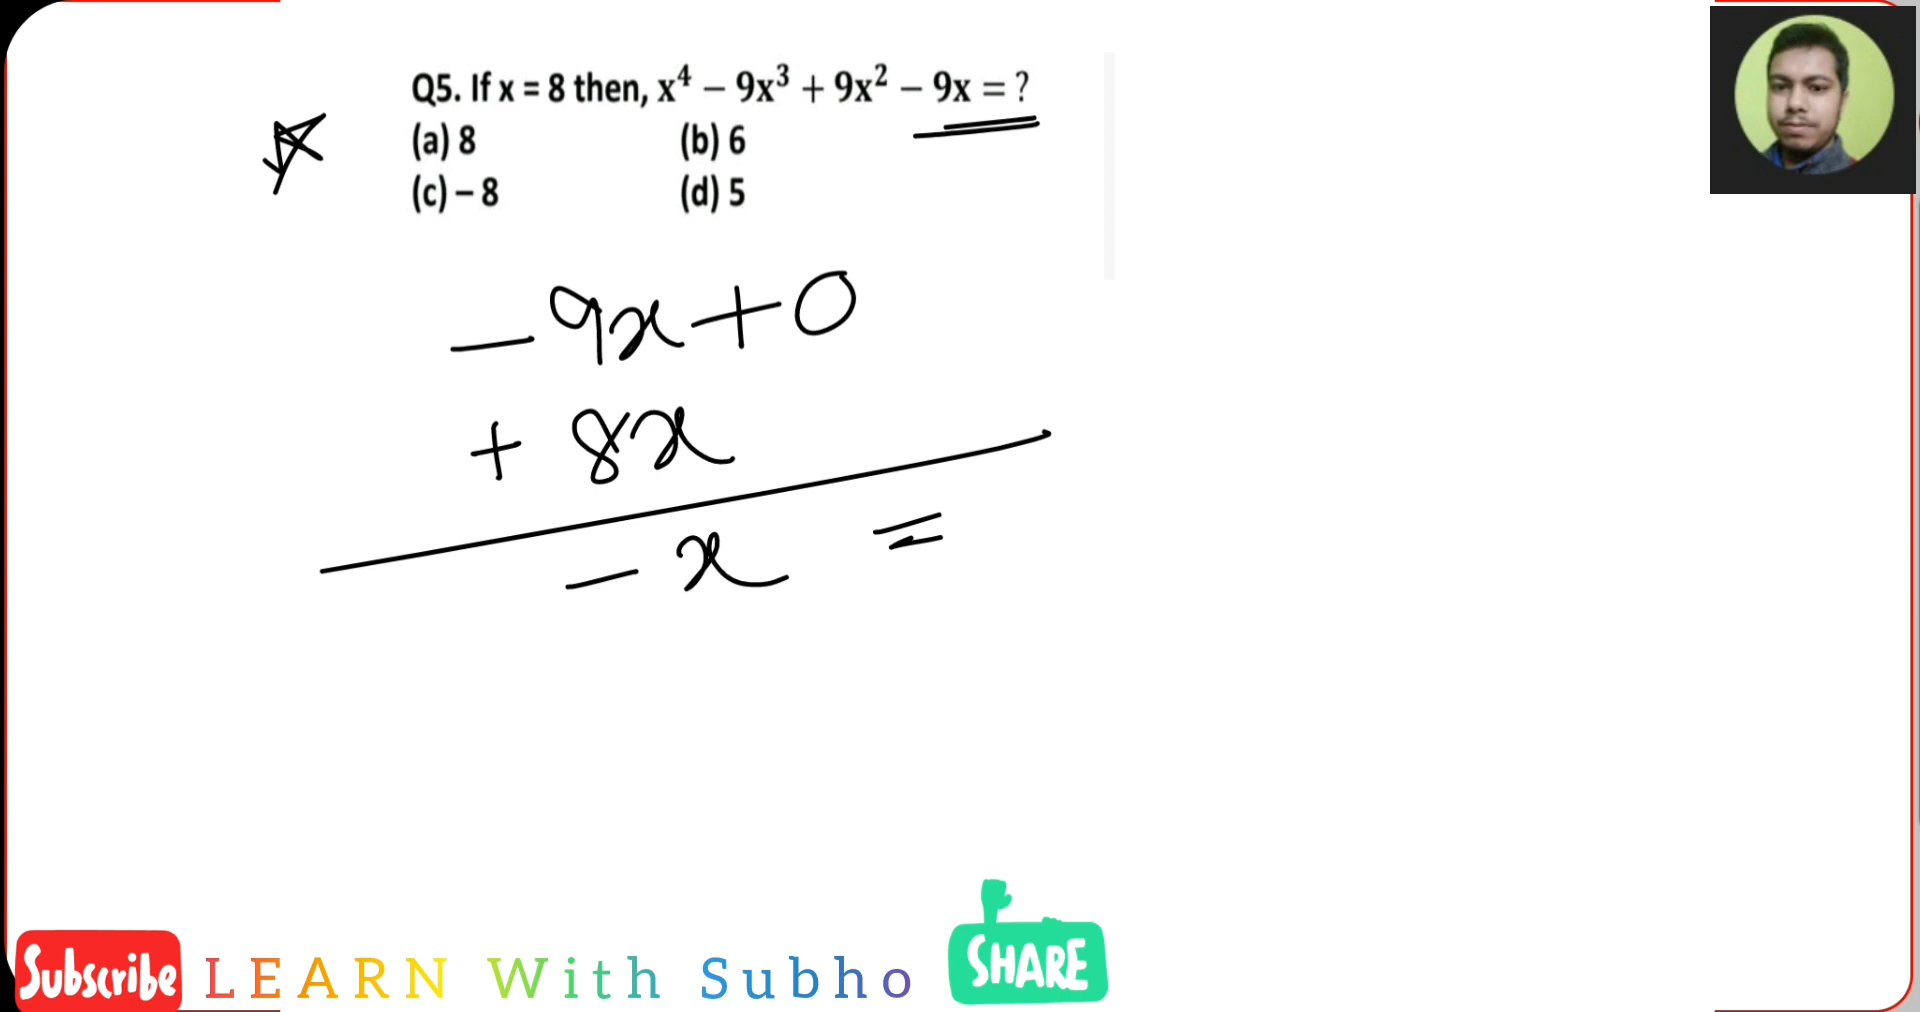 Q5. If x = 8 then, x⁴ − 9x³ + 9x² − 9x = ?
(a) 8 (b) 6
(c) – 8 (d) 5
− 9x + 0
+ 8x
− x =
Subscribe LEARN With Subho SHARE